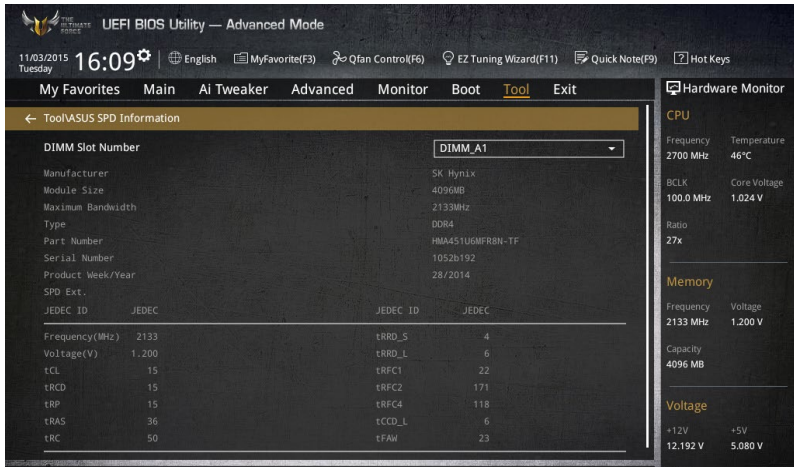 THE ULTIMATE FORCE UEFI BIOS Utility — Advanced Mode
11/03/2015 Tuesday 16:09 English MyFavorite(F3) Qfan Control(F6) EZ Tuning Wizard(F11) Quick Note(F9) ? Hot Keys
My Favorites Main Ai Tweaker Advanced Monitor Boot Tool Exit
← Tool\ASUS SPD Information
DIMM Slot Number DIMM_A1
Manufacturer SK Hynix
Module Size 4096MB
Maximum Bandwidth 2133MHz
Type DDR4
Part Number HMA451U6MFR8N-TF
Serial Number 1052b192
Product Week/Year 28/2014
SPD Ext.
JEDEC ID JEDEC JEDEC ID JEDEC
Frequency(MHz) 2133 tRRD_S 4
Voltage(V) 1.200 tRRD_L 6
tCL 15 tRFC1 22
tRCD 15 tRFC2 171
tRP 15 tRFC4 118
tRAS 36 tCCD_L 6
tRC 50 tFAW 23
Hardware Monitor
CPU
Frequency Temperature
2700 MHz 46°C
BCLK Core Voltage
100.0 MHz 1.024 V
Ratio
27x
Memory
Frequency Voltage
2133 MHz 1.200 V
Capacity
4096 MB
Voltage
+12V +5V
12.192 V 5.080 V